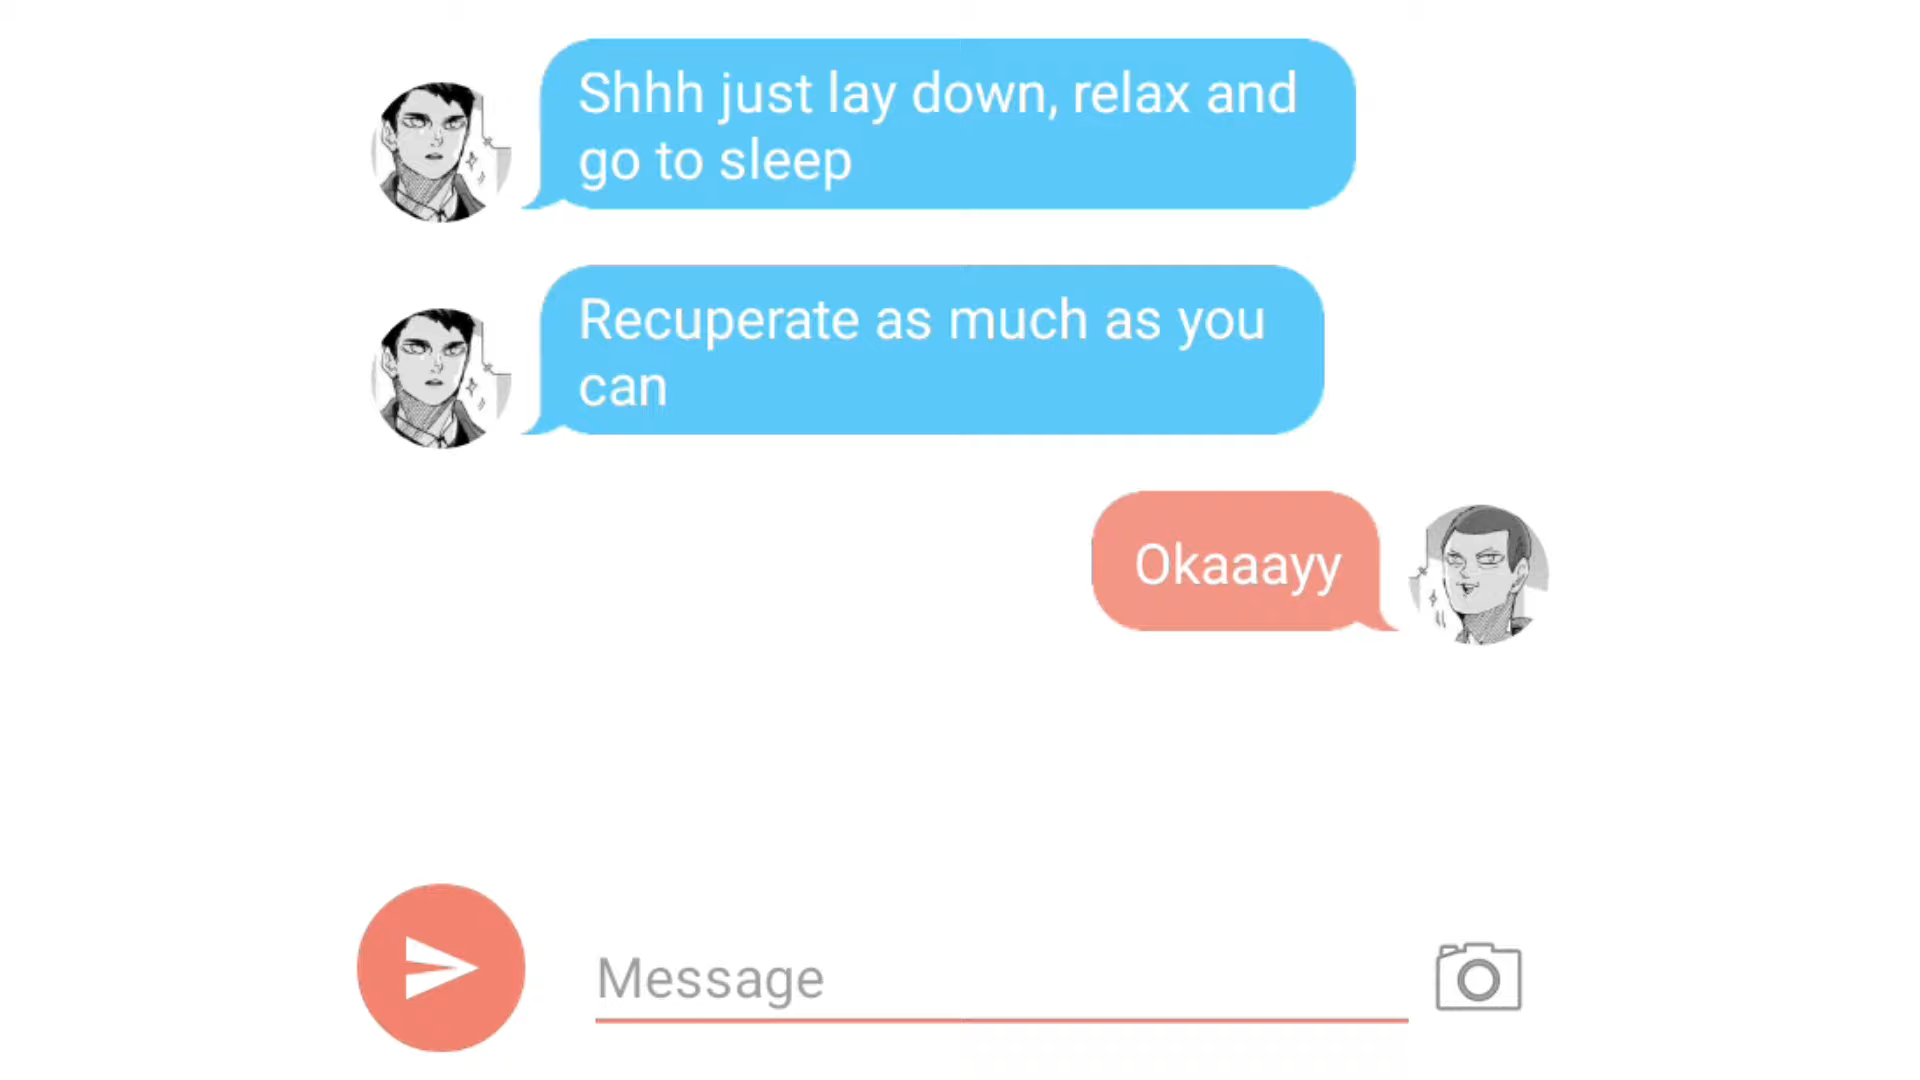 Shhh just lay down, relax and
go to sleep
Recuperate as much as you
can
Okaaayy
Message